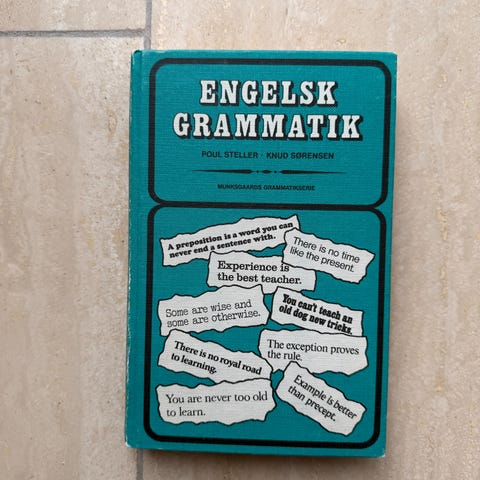 ENGELSK
GRAMMATIK
POUL STELLER · KNUD SØRENSEN
MUNKSGAARDS GRAMMATIKSERIE
A preposition is a word you can
never end a sentence with.
There is no time
like the present.
Experience is
the best teacher.
Some are wise and
some are otherwise.
You can't teach an
old dog new tricks.
There is no royal road
to learning.
The exception proves
the rule.
You are never too old
to learn.
Example is better
than precept.